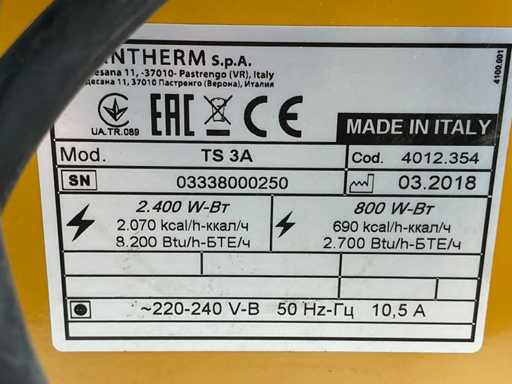 NTHERM S.p.A.
esana 11, -37010- Pastrengo (VR), Italy
десана 11, 37010 Пастренго (Верона), Италия
4100.001
UA.TR.089
EAC CE
MADE IN ITALY
Mod. TS 3A Cod. 4012.354
SN 03338000250 03.2018
2.400 W-Вт 800 W-Вт
2.070 kcal/h-ккал/ч 690 kcal/h-ккал/ч
8.200 Btu/h-БТЕ/ч 2.700 Btu/h-БТЕ/ч
~220-240 V-В 50 Hz-Гц 10,5 A